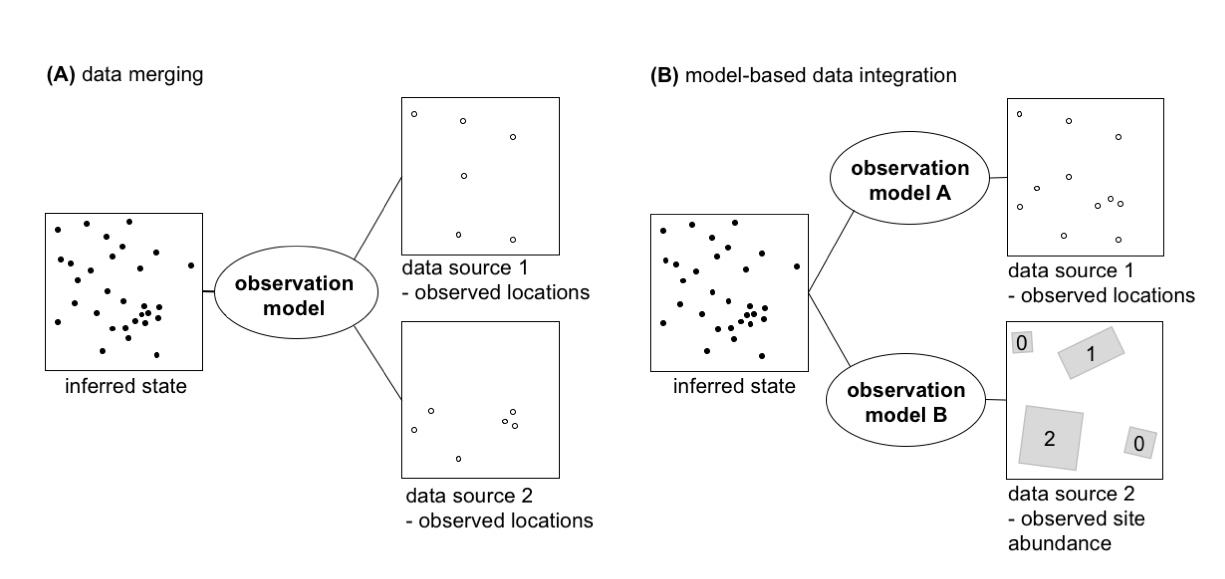 (A) data merging
observation
model
inferred state
data source 1
- observed locations
data source 2
- observed locations
(B) model-based data integration
observation
model A
observation
model B
inferred state
data source 1
- observed locations
0
1
2
0
data source 2
- observed site
abundance